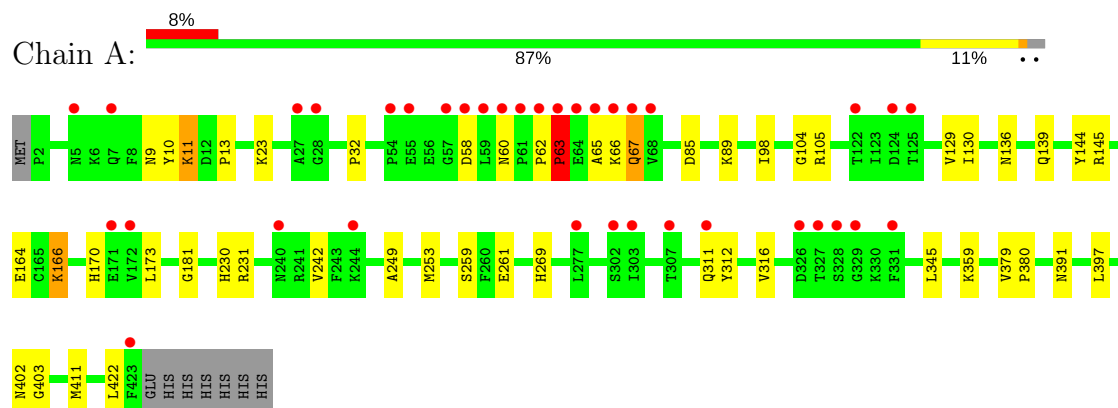 8%
Chain A:
87% 11% • •
MET P2 N5 K6 Q7 F8 N9 Y10 K11 D12 P13 K23 A27 G28 P32 P54 E55 E56 G57 D58 L59 N60 P61 P62 P63 E64 A65 K66 Q67 V68 D85 K89 I98 G104 R105 T122 I123 D124 T125 V129 I130 N136 Q139 Y144 R145
E164 C165 K166 H170 E171 V172 L173 G181 H230 R231 N240 R241 V242 F243 K244 A249 M253 S259 F260 E261 H269 L277 S302 I303 T307 Q311 Y312 V316 D326 T327 S328 G329 K330 F331 L345 K359 V379 P380 N391 L397
N402 G403 M411 L422 F423 GLU HIS HIS HIS HIS HIS HIS